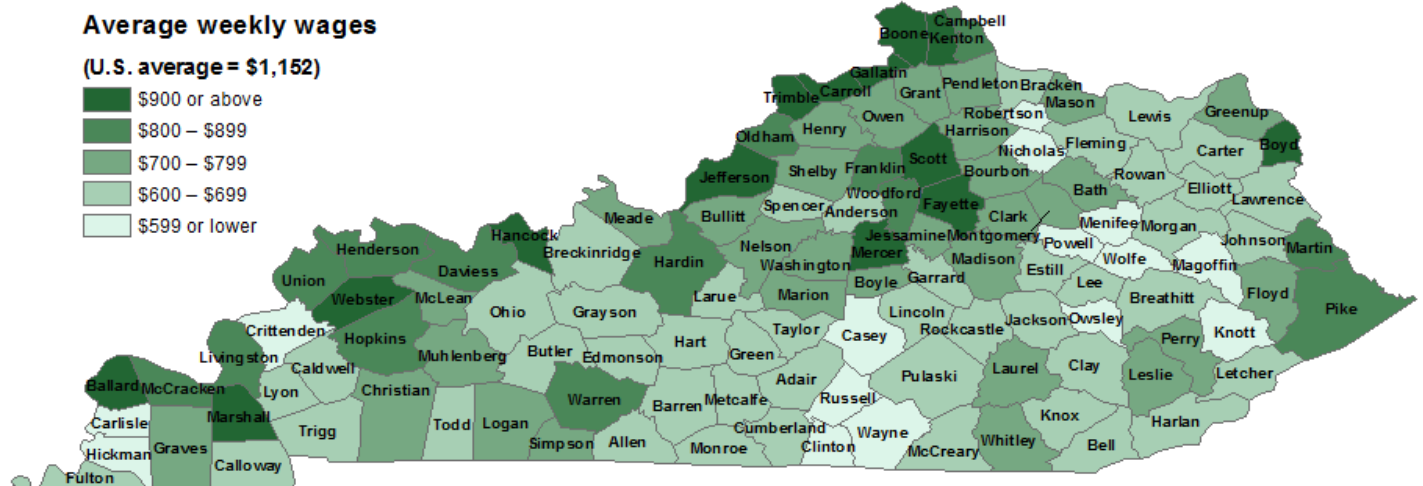 Average weekly wages
(U.S. average = $1,152)
$900 or above
$800 – $899
$700 – $799
$600 – $699
$599 or lower
Campbell
Boone
Kenton
Gallatin
Trimble
Carroll
Grant
Pendleton
Bracken
Mason
Owen
Robertson
Lewis
Greenup
Oldham
Henry
Harrison
Nicholas
Fleming
Carter
Boyd
Jefferson
Shelby
Franklin
Scott
Bourbon
Rowan
Elliott
Lawrence
Bath
Woodford
Spencer
Anderson
Fayette
Clark
Menifee
Morgan
Meade
Bullitt
Jessamine
Montgomery
Powell
Johnson
Martin
Hancock
Henderson
Breckinridge
Nelson
Washington
Mercer
Madison
Wolfe
Magoffin
Hardin
Daviess
Union
Webster
McLean
Larue
Marion
Boyle
Garrard
Estill
Lee
Breathitt
Floyd
Pike
Ohio
Grayson
Lincoln
Rockcastle
Jackson
Owsley
Knott
Crittenden
Hopkins
Hart
Taylor
Casey
Perry
Livingston
Muhlenberg
Butler
Edmonson
Green
Caldwell
Pulaski
Laurel
Clay
Leslie
Letcher
Ballard
McCracken
Lyon
Christian
Warren
Barren
Metcalfe
Adair
Russell
Marshall
Carlisle
Trigg
Todd
Logan
Cumberland
Wayne
Knox
Harlan
Hickman
Graves
Simpson
Allen
Monroe
Clinton
McCreary
Whitley
Bell
Calloway
Fulton